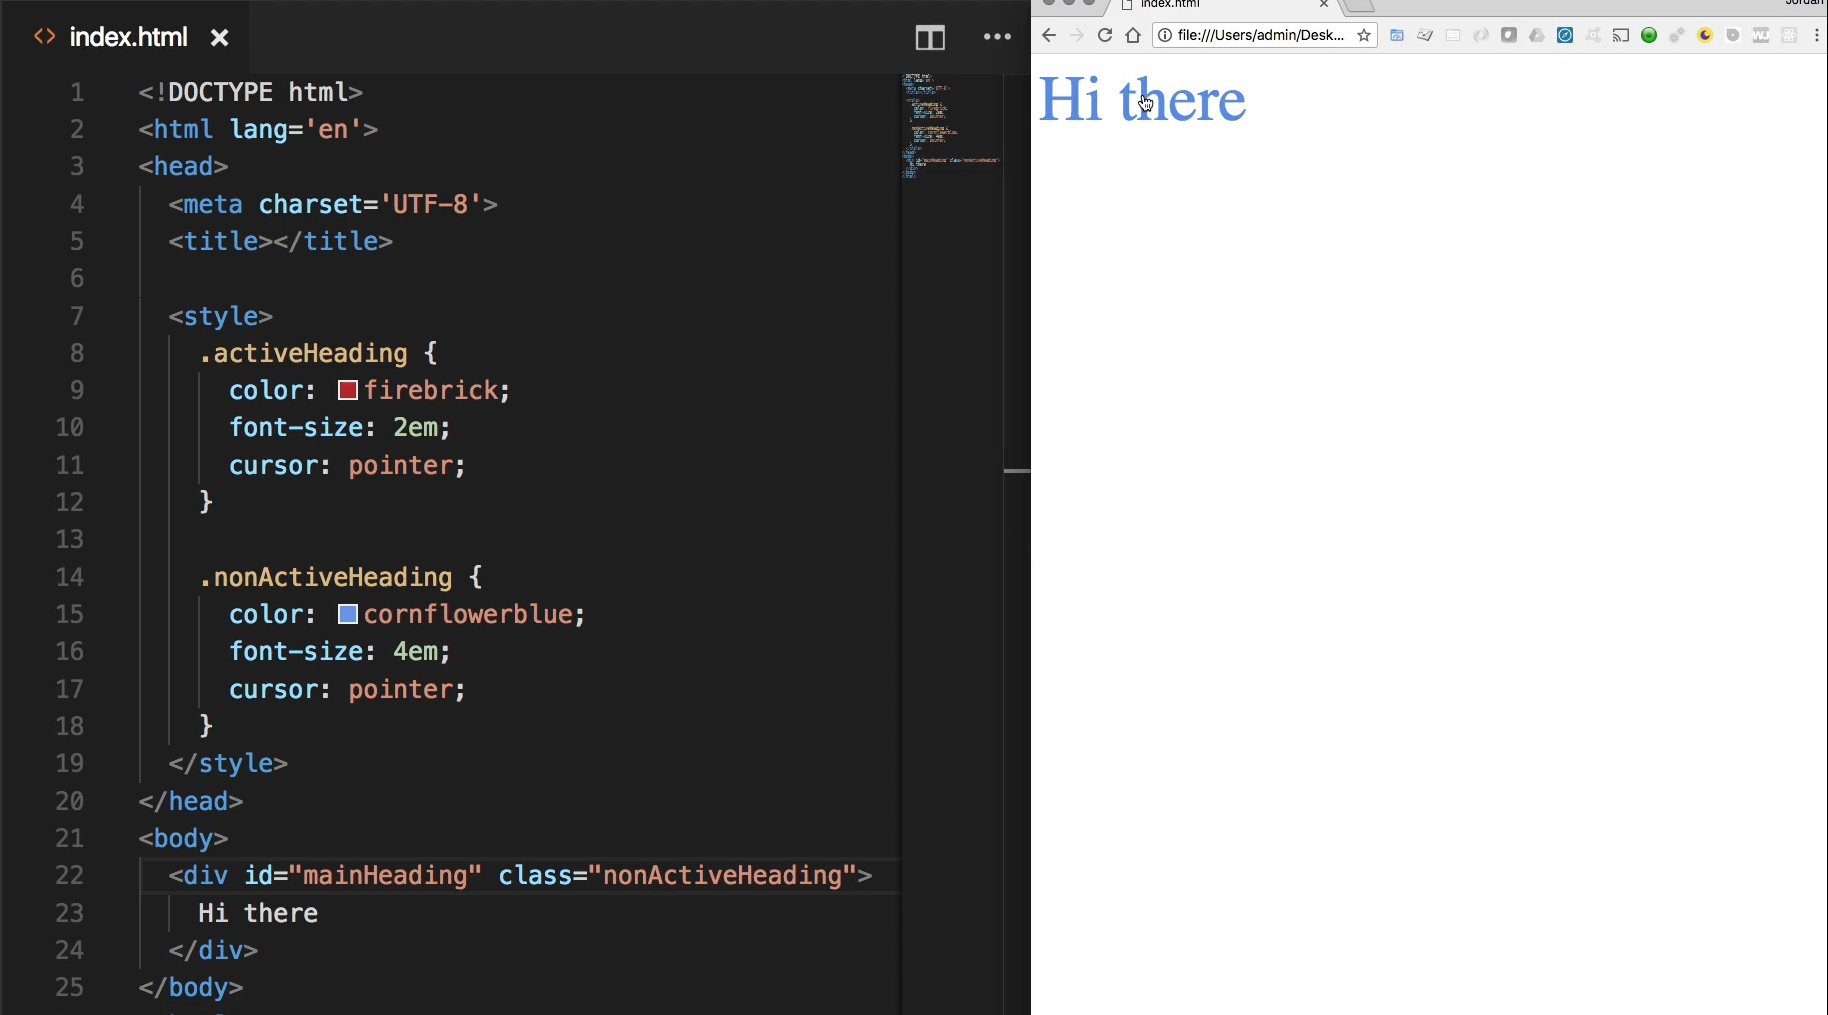 index.html
1 <!DOCTYPE html>
2 <html lang='en'>
3 <head>
4 <meta charset='UTF-8'>
5 <title></title>
6
7 <style>
8 .activeHeading {
9 color: firebrick;
10 font-size: 2em;
11 cursor: pointer;
12 }
13
14 .nonActiveHeading {
15 color: cornflowerblue;
16 font-size: 4em;
17 cursor: pointer;
18 }
19 </style>
20 </head>
21 <body>
22 <div id="mainHeading" class="nonActiveHeading">
23 Hi there
24 </div>
25 </body>
index.html
Jordan
file:///Users/admin/Desk...
Hi there